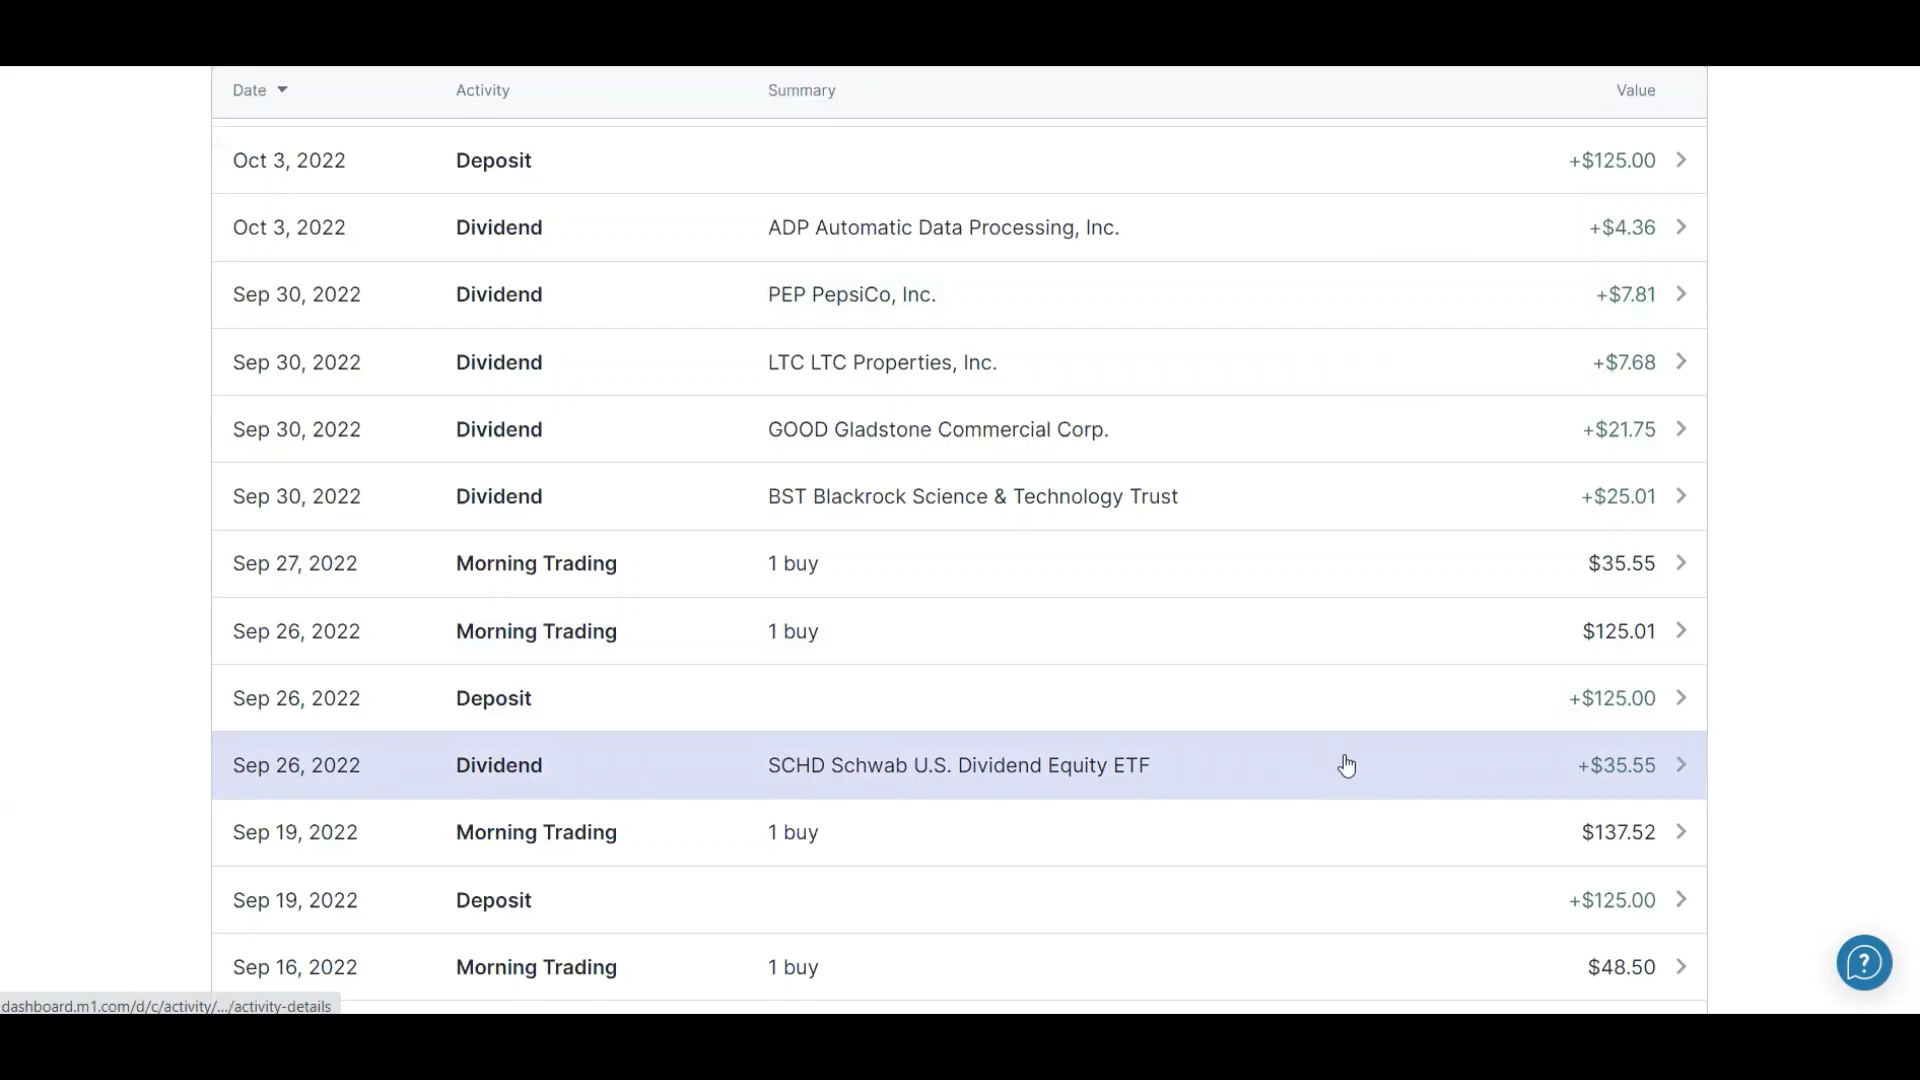 Date Activity Summary Value
Oct 3, 2022 Deposit +$125.00
Oct 3, 2022 Dividend ADP Automatic Data Processing, Inc. +$4.36
Sep 30, 2022 Dividend PEP PepsiCo, Inc. +$7.81
Sep 30, 2022 Dividend LTC LTC Properties, Inc. +$7.68
Sep 30, 2022 Dividend GOOD Gladstone Commercial Corp. +$21.75
Sep 30, 2022 Dividend BST Blackrock Science & Technology Trust +$25.01
Sep 27, 2022 Morning Trading 1 buy $35.55
Sep 26, 2022 Morning Trading 1 buy $125.01
Sep 26, 2022 Deposit +$125.00
Sep 26, 2022 Dividend SCHD Schwab U.S. Dividend Equity ETF +$35.55
Sep 19, 2022 Morning Trading 1 buy $137.52
Sep 19, 2022 Deposit +$125.00
Sep 16, 2022 Morning Trading 1 buy $48.50
dashboard.m1.com/d/c/activity/.../activity-details
?